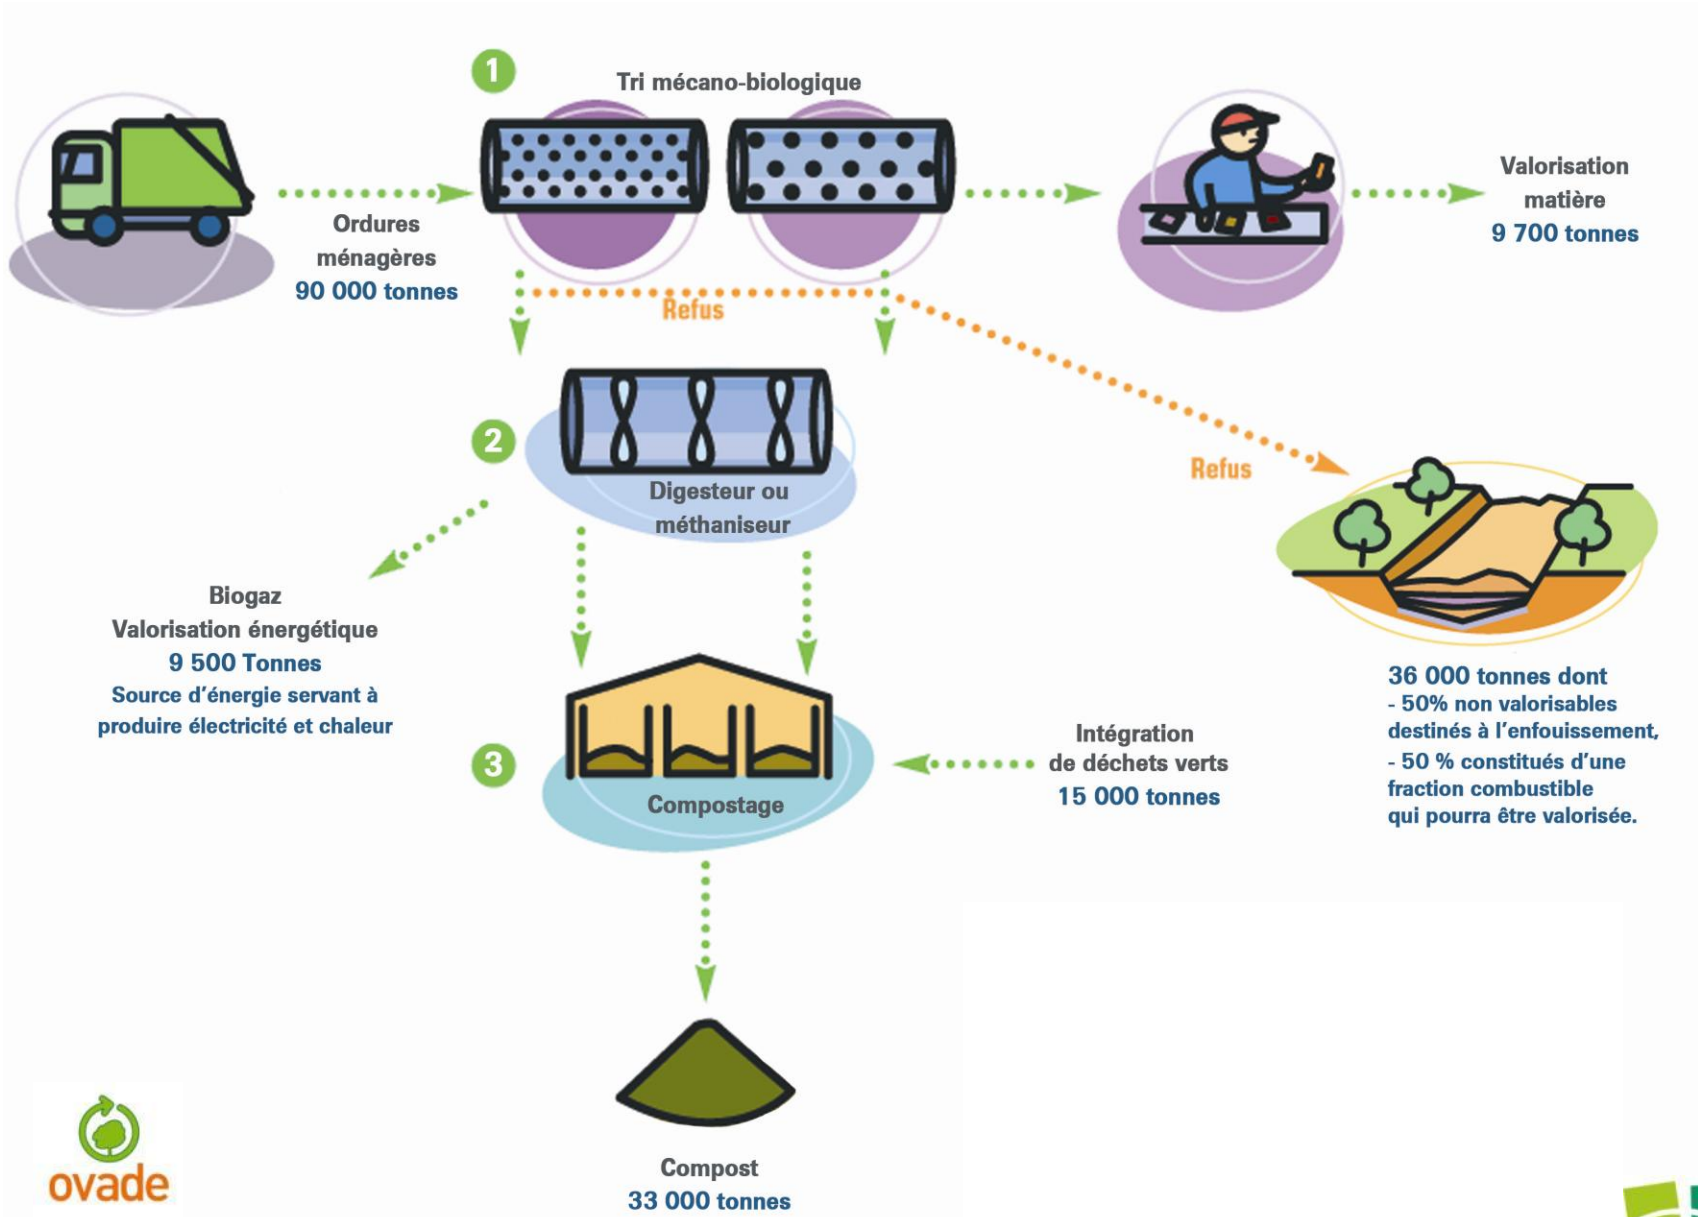 1
Tri mécano-biologique
Ordures
ménagères
90 000 tonnes
Valorisation
matière
9 700 tonnes
Refus
2
Digesteur ou
méthaniseur
Refus
Biogaz
Valorisation énergétique
9 500 Tonnes
Source d'énergie servant à
produire électricité et chaleur
36 000 tonnes dont
- 50% non valorisables
destinés à l'enfouissement,
- 50 % constitués d'une
fraction combustible
qui pourra être valorisée.
3
Compostage
Intégration
de déchets verts
15 000 tonnes
Compost
33 000 tonnes
ovade